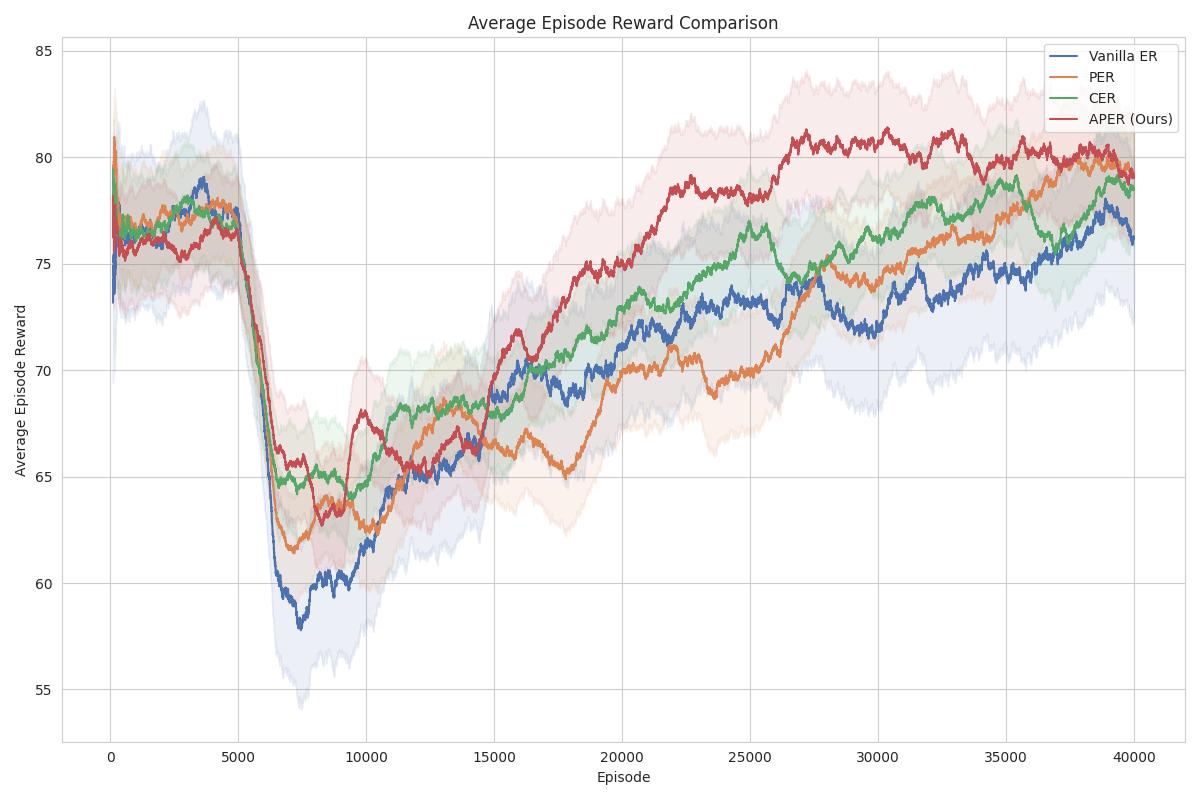 Average Episode Reward Comparison
85
80
75
70
65
60
55
Average Episode Reward
Vanilla ER
PER
CER
APER (Ours)
0
5000
10000
15000
20000
25000
30000
35000
40000
Episode